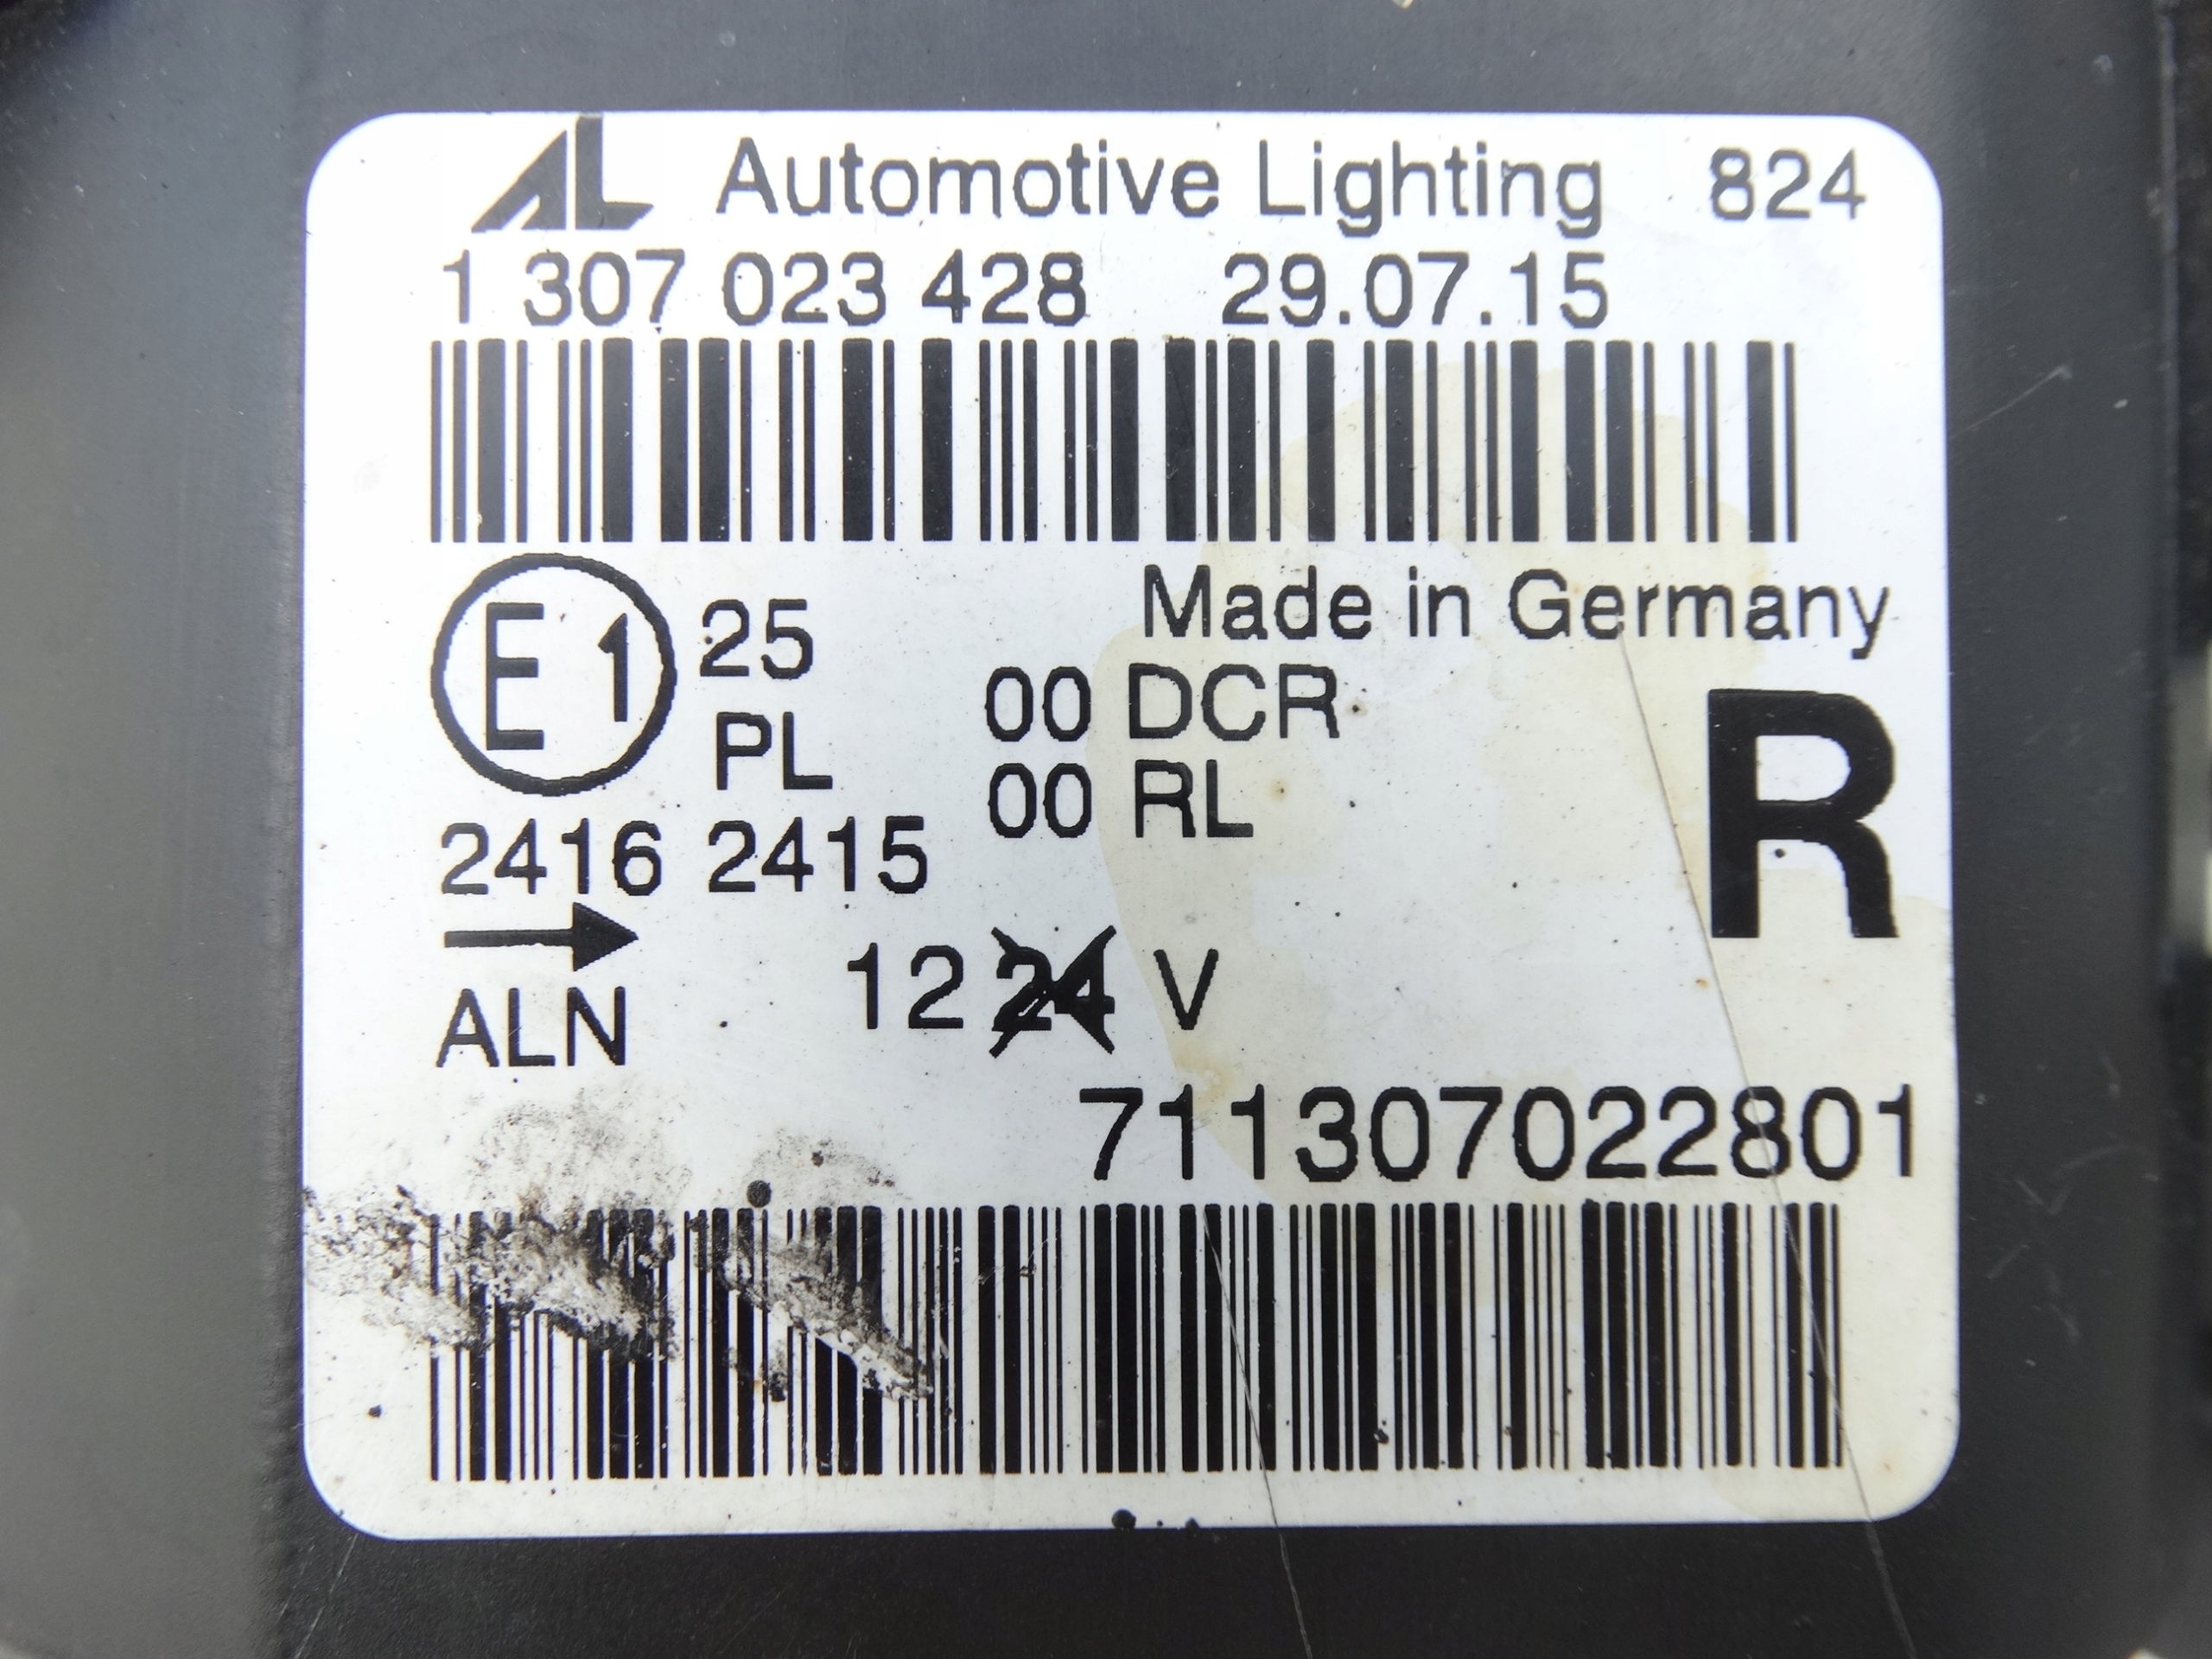 AL Automotive Lighting 824
1 307 023 428 29.07.15
E1 25 Made in Germany
PL 00 DCR R
00 RL
2416 2415
→
ALN 12 24 V
711307022801